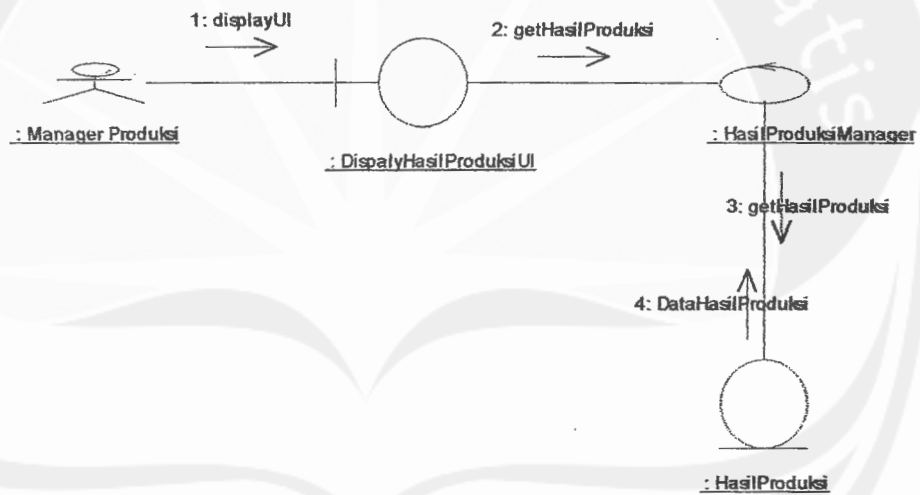 1: displayUI
2: getHasilProduksi
: Manager Produksi
: DispalyHasilProduksiUI
: HasilProduksiManager
3: getHasilProduksi
4: DataHasilProduksi
: HasilProduksi